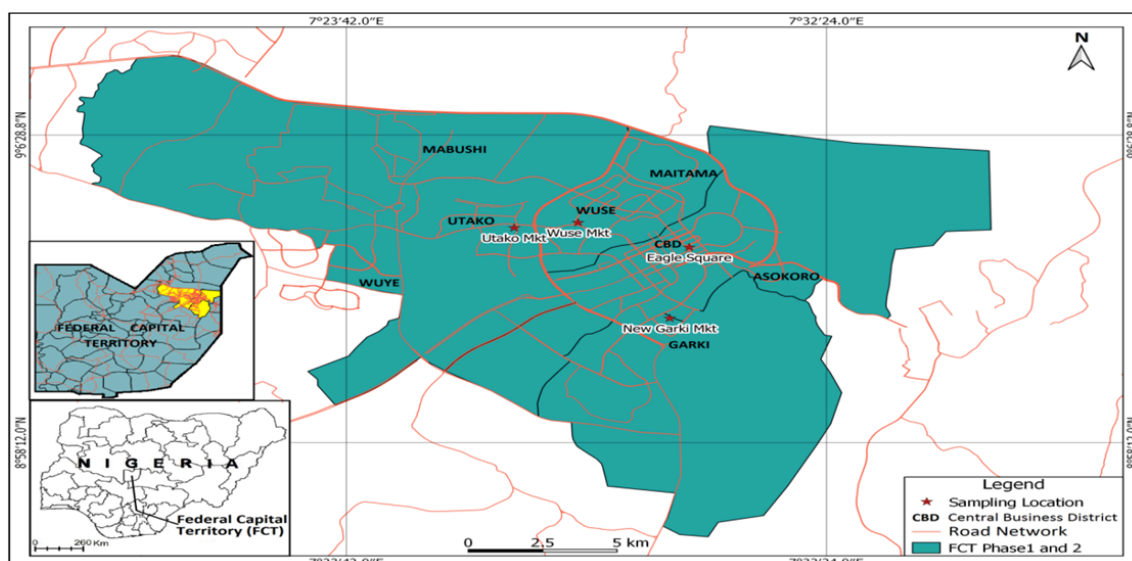 7°23'42.0"E
7°32'24.0"E
N
9°6'28.8"N
MABUSHI
MAITAMA
UTAKO
WUSE
Utako Mkt
Wuse Mkt
CBD
Eagle Square
WUYE
ASOKORO
New Garki Mkt
GARKI
FEDERAL CAPITAL
TERRITORY
8°58'12.0"N
NIGERIA
Federal Capital
Territory (FCT)
0
200 Km
0 2.5 5 km
Legend
Sampling Location
CBD Central Business District
Road Network
FCT Phase1 and 2